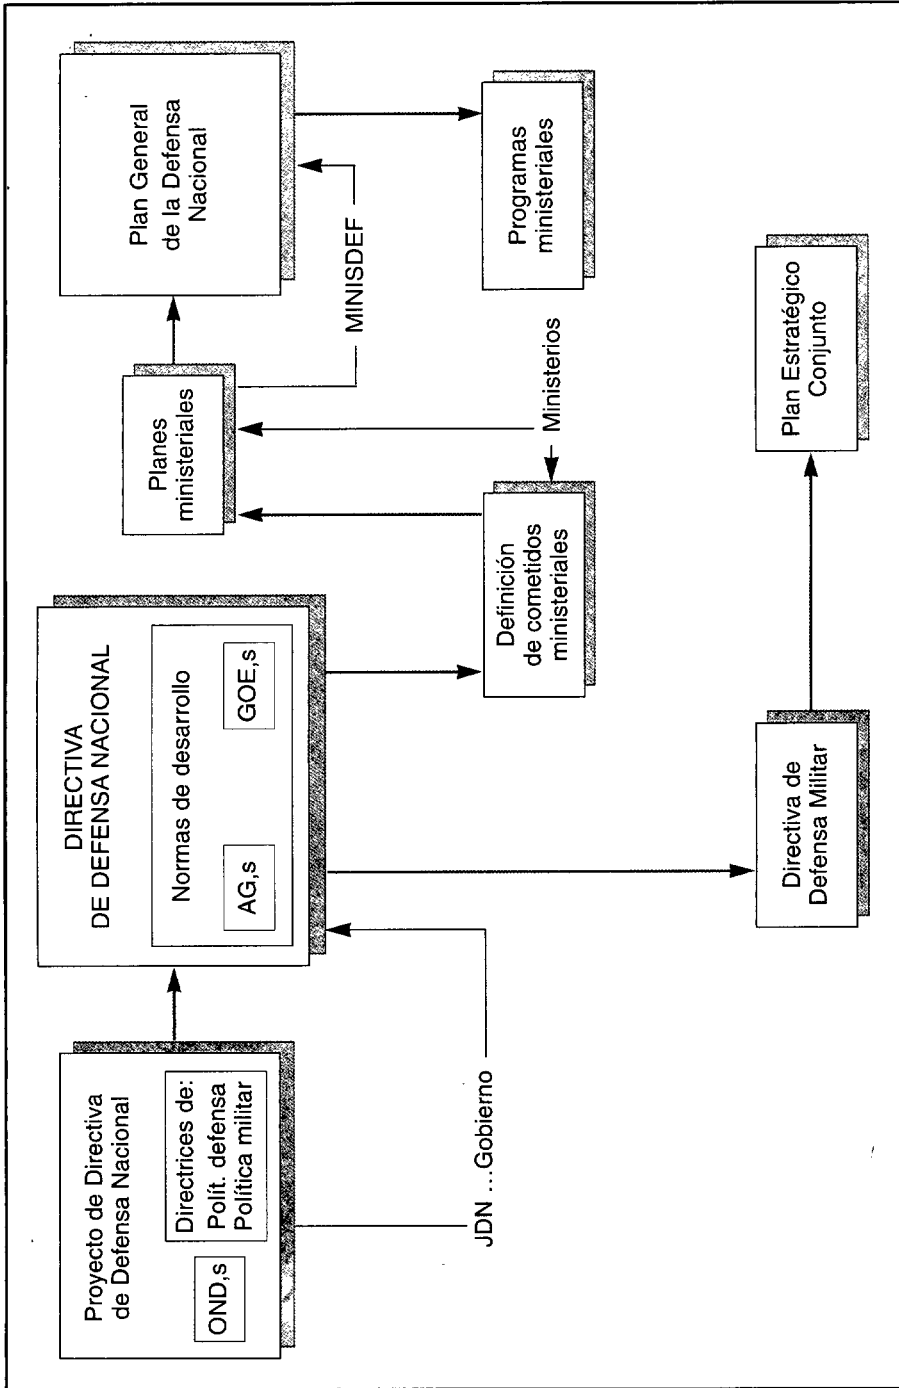 Proyecto de Directiva
de Defensa Nacional
OND,s
Directrices de:
Polít. defensa
Política militar
JDN ...Gobierno
DIRECTIVA
DE DEFENSA NACIONAL
Normas de desarrollo
AG,s
GOE,s
Planes
ministeriales
MINISDEF
Plan General
de la Defensa
Nacional
Definición
de cometidos
ministeriales
Ministerios
Programas
ministeriales
Directiva de
Defensa Militar
Plan Estratégico
Conjunto